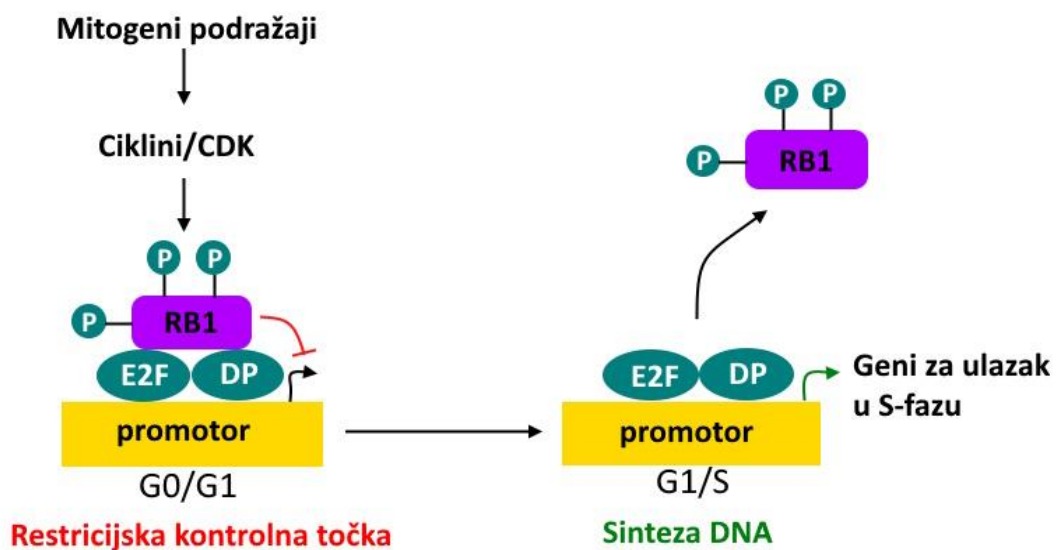 Mitogeni podražaji
Ciklini/CDK
P P
P RB1
E2F DP
promotor
G0/G1
Restricijska kontrolna točka
P P
P RB1
E2F DP
Geni za ulazak
u S-fazu
promotor
G1/S
Sinteza DNA